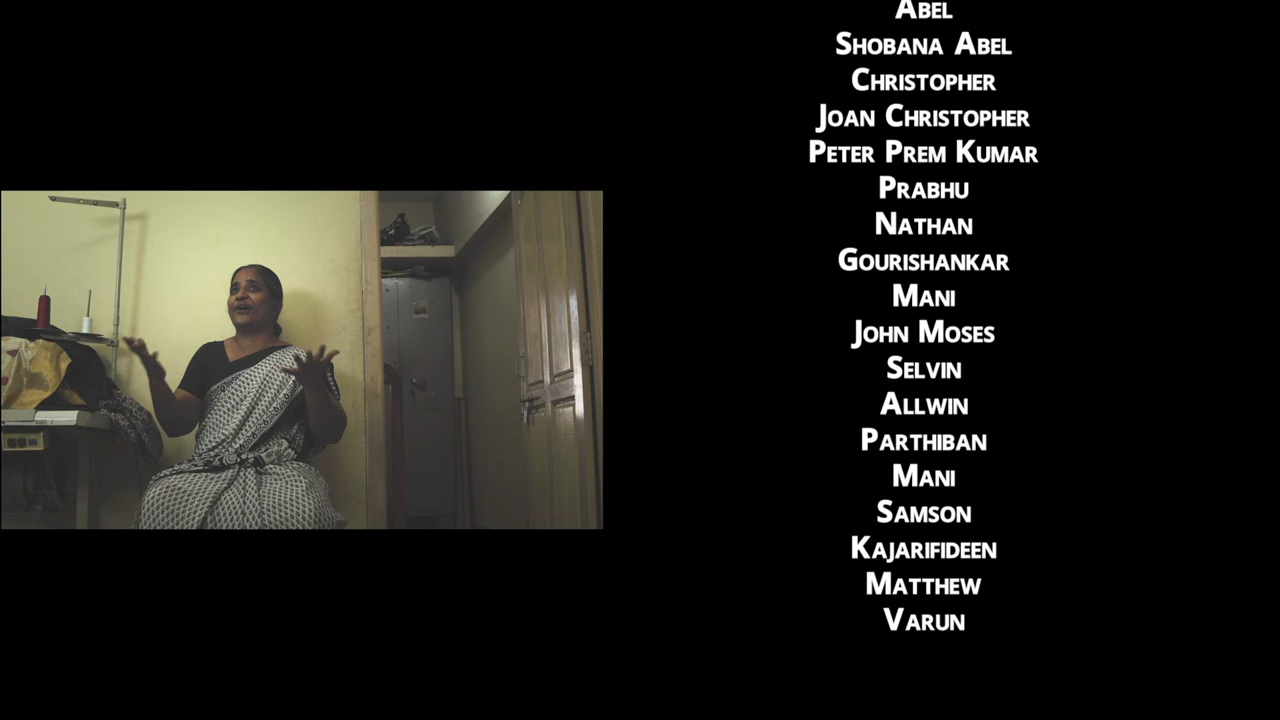 Abel
Shobana Abel
Christopher
Joan Christopher
Peter Prem Kumar
Prabhu
Nathan
Gourishankar
Mani
John Moses
Selvin
Allwin
Parthiban
Mani
Samson
Kajarifideen
Matthew
Varun